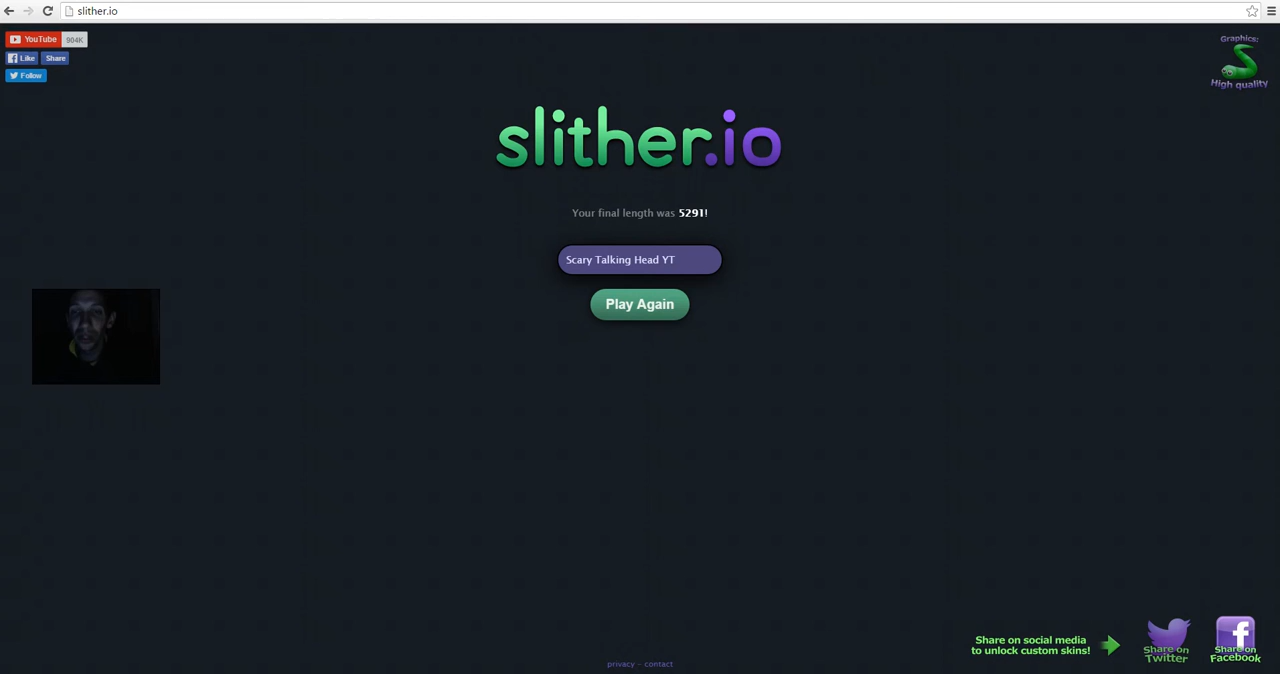 slither.io
YouTube 904K
Like Share
Follow
Graphics:
High quality
slither.io
Your final length was 5291!
Scary Talking Head YT
Play Again
Share on social media
to unlock custom skins!
Share on
Twitter
Share on
Facebook
privacy - contact